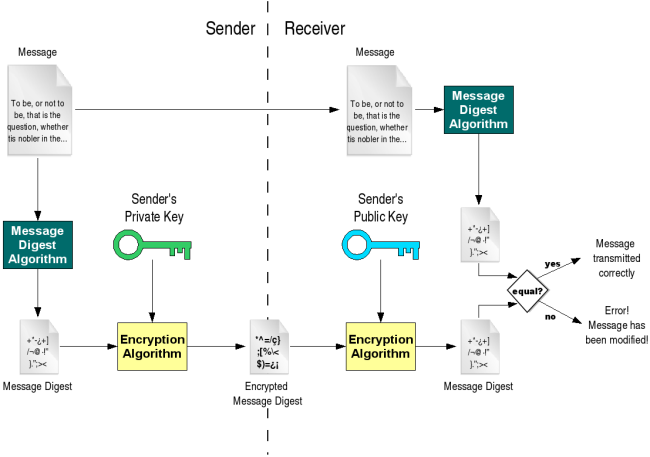 Sender
Receiver
Message
Message
To be, or not to
be, that is the
question, whether
tis nobler in the...
To be, or not to
be, that is the
question, whether
tis nobler in the...
Message
Digest
Algorithm
Sender's
Private Key
Sender's
Public Key
Message
Digest
Algorithm
+*-¿+]
/¬@-!"
}.";><
equal?
yes
no
Message
transmitted
correctly
Error!
Message has
been modified!
+*-¿+]
/¬@-!"
}.";><
Message Digest
Encryption
Algorithm
*^=/ç}
;[%\<
$)=¿¡
Encrypted
Message Digest
Encryption
Algorithm
+*-¿+]
/¬@-!"
}.";><
Message Digest